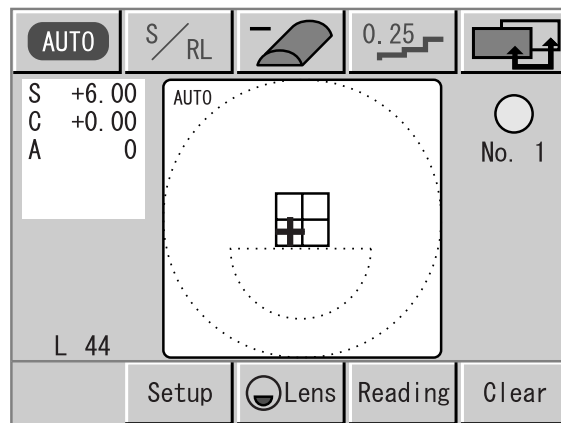 AUTO
S/RL
0.25
S +6.00
C +0.00
A 0
AUTO
No. 1
L 44
Setup
Lens
Reading
Clear